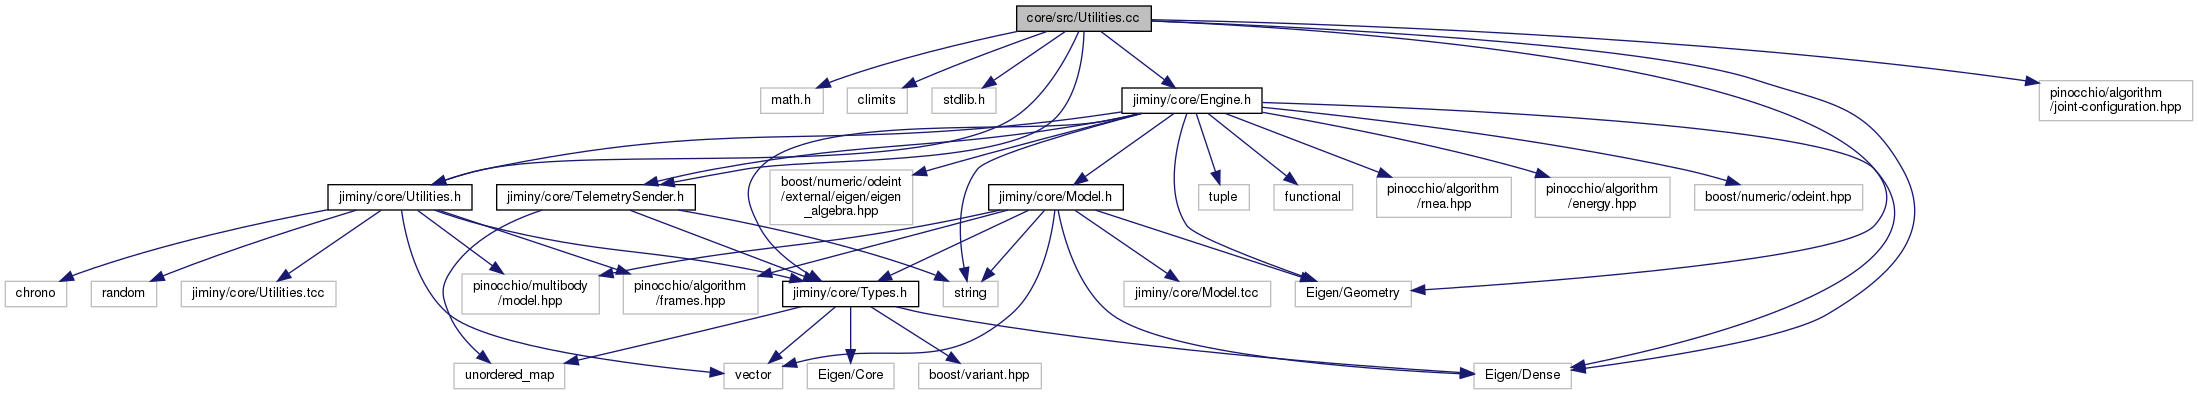 core/src/Utilities.cc
math.h
climits
stdlib.h
jiminy/core/Engine.h
pinocchio/algorithm
/joint-configuration.hpp
jiminy/core/Utilities.h
jiminy/core/TelemetrySender.h
boost/numeric/odeint
/external/eigen/eigen
_algebra.hpp
jiminy/core/Model.h
tuple
functional
pinocchio/algorithm
/rnea.hpp
pinocchio/algorithm
/energy.hpp
boost/numeric/odeint.hpp
chrono
random
jiminy/core/Utilities.tcc
pinocchio/multibody
/model.hpp
pinocchio/algorithm
/frames.hpp
jiminy/core/Types.h
string
jiminy/core/Model.tcc
Eigen/Geometry
unordered_map
vector
Eigen/Core
boost/variant.hpp
Eigen/Dense